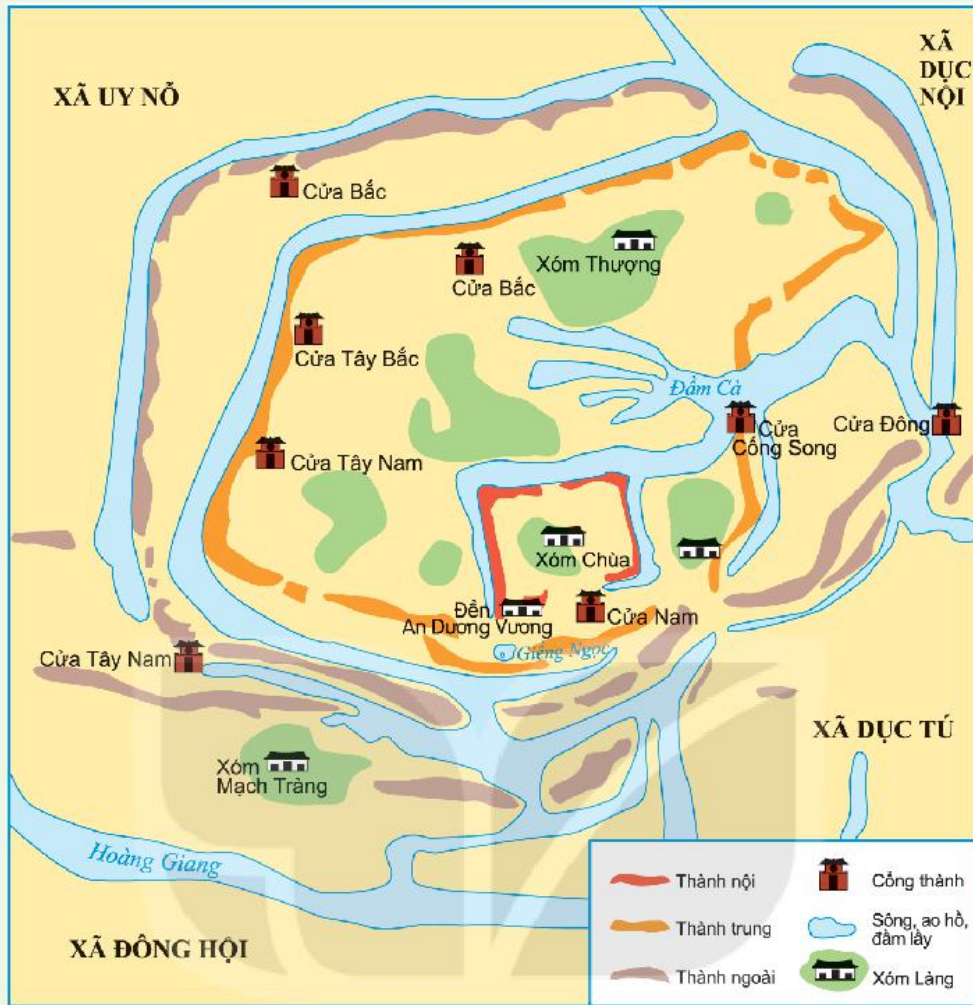 XÃ UY NỖ
XÃ
DỤC
NỘI
Cửa Bắc
Xóm Thượng
Cửa Bắc
Cửa Tây Bắc
Đầm Cà
Cửa
Cống Song
Cửa Đông
Cửa Tây Nam
Xóm Chùa
Đền
An Dương Vương
Cửa Nam
Giếng Ngọc
Cửa Tây Nam
XÃ DỤC TÚ
Xóm
Mạch Tràng
Hoàng Giang
XÃ ĐÔNG HỘI
Thành nội
Cổng thành
Thành trung
Sông, ao hồ,
đầm lầy
Thành ngoài
Xóm Làng